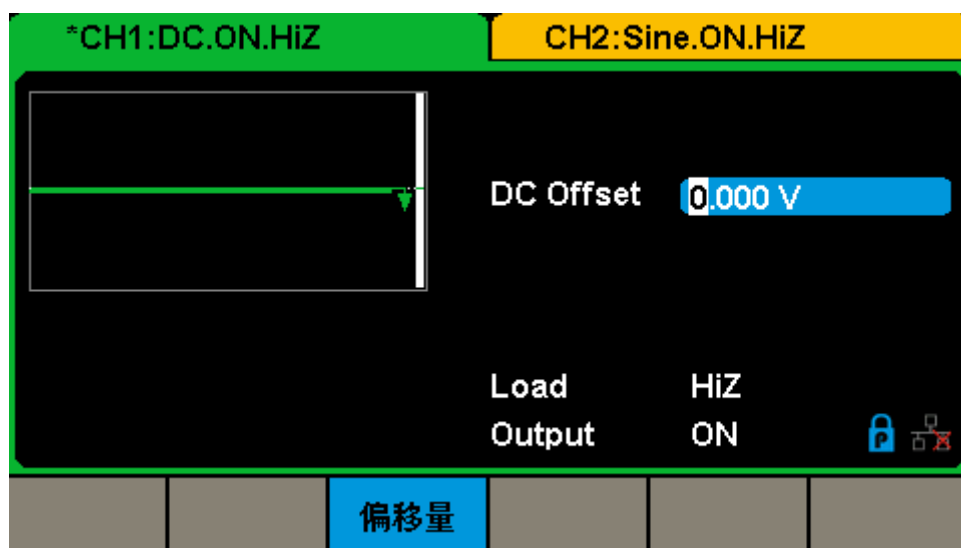 *CH1:DC.ON.HiZ
CH2:Sine.ON.HiZ
DC Offset 0.000 V
Load HiZ
Output ON
P
偏移量